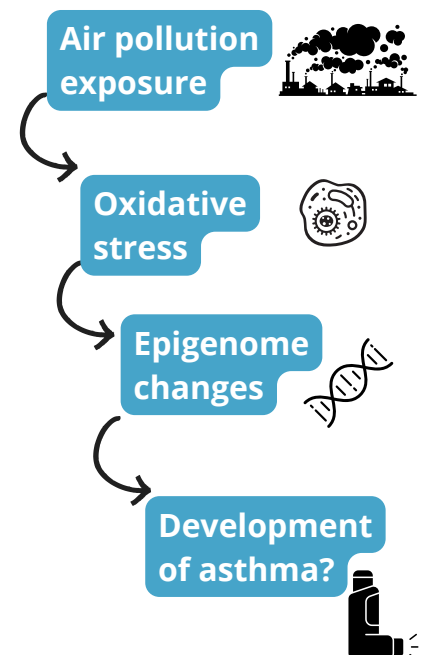 Air pollution
exposure
Oxidative
stress
Epigenome
changes
Development
of asthma?